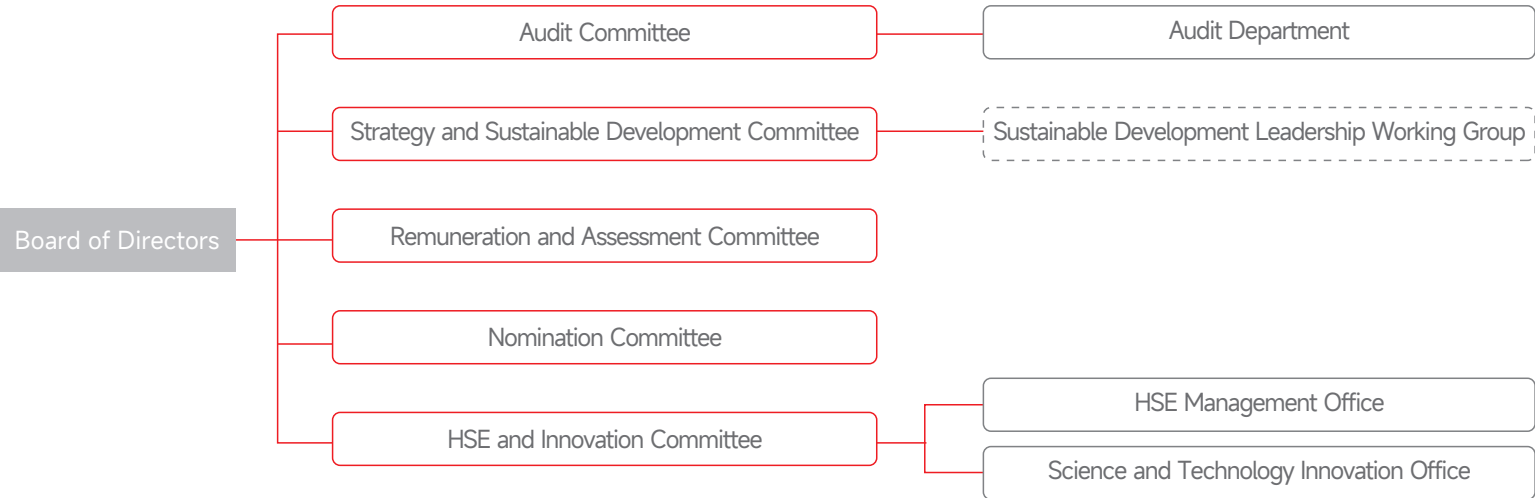 Audit Committee
Audit Department
Strategy and Sustainable Development Committee
Sustainable Development Leadership Working Group
Board of Directors
Remuneration and Assessment Committee
Nomination Committee
HSE Management Office
HSE and Innovation Committee
Science and Technology Innovation Office